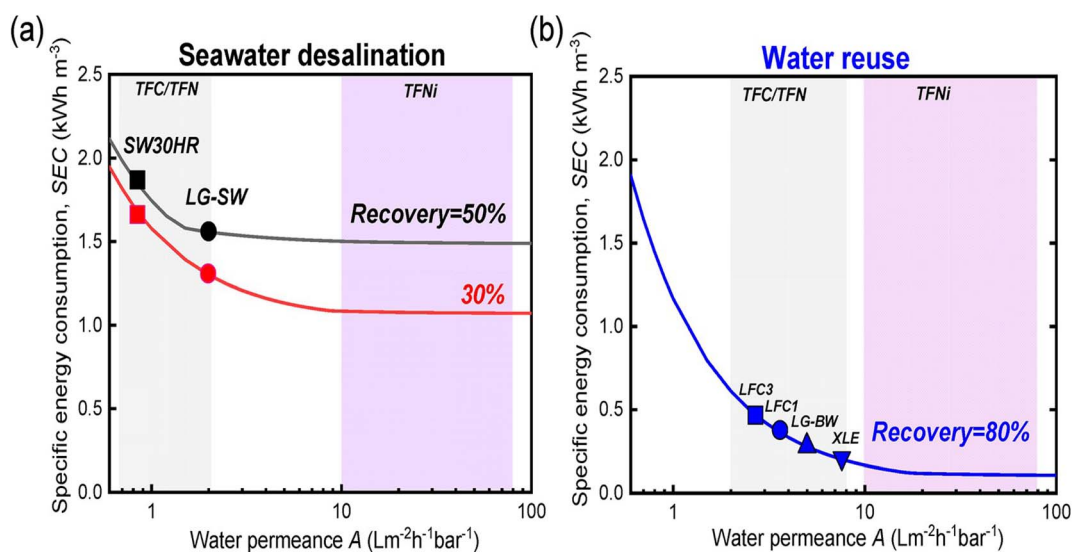 (a)
Seawater desalination
Specific energy consumption, SEC (kWh m-3)
2.5
2.0
1.5
1.0
0.5
0.0
TFC/TFN
TFNi
SW30HR
LG-SW
Recovery=50%
30%
1
10
100
Water permeance A (Lm-2h-1bar-1)
(b)
Water reuse
Specific energy consumption, SEC (kWh m-3)
2.5
2.0
1.5
1.0
0.5
0.0
TFC/TFN
TFNi
LFC3
LFC1
LG-BW
XLE
Recovery=80%
1
10
100
Water permeance A (Lm-2h-1bar-1)